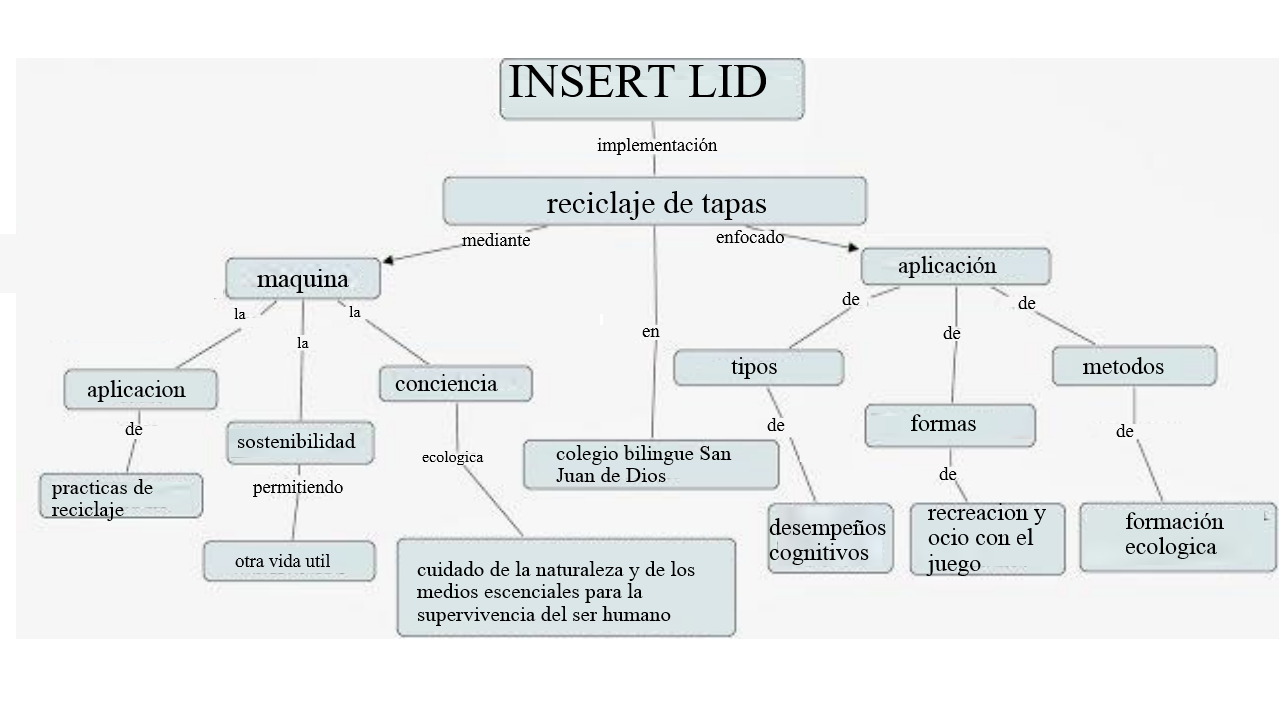 INSERT LID
implementación
reciclaje de tapas
mediante
enfocado
maquina
aplicación
la
la
la
en
de
de
de
aplicacion
conciencia
tipos
metodos
de
sostenibilidad
ecologica
colegio bilingue San
Juan de Dios
de
formas
de
practicas de
reciclaje
permitiendo
de
otra vida util
cuidado de la naturaleza y de los
medios escenciales para la
supervivencia del ser humano
desempeños
cognitivos
recreacion y
ocio con el
juego
formación
ecologica